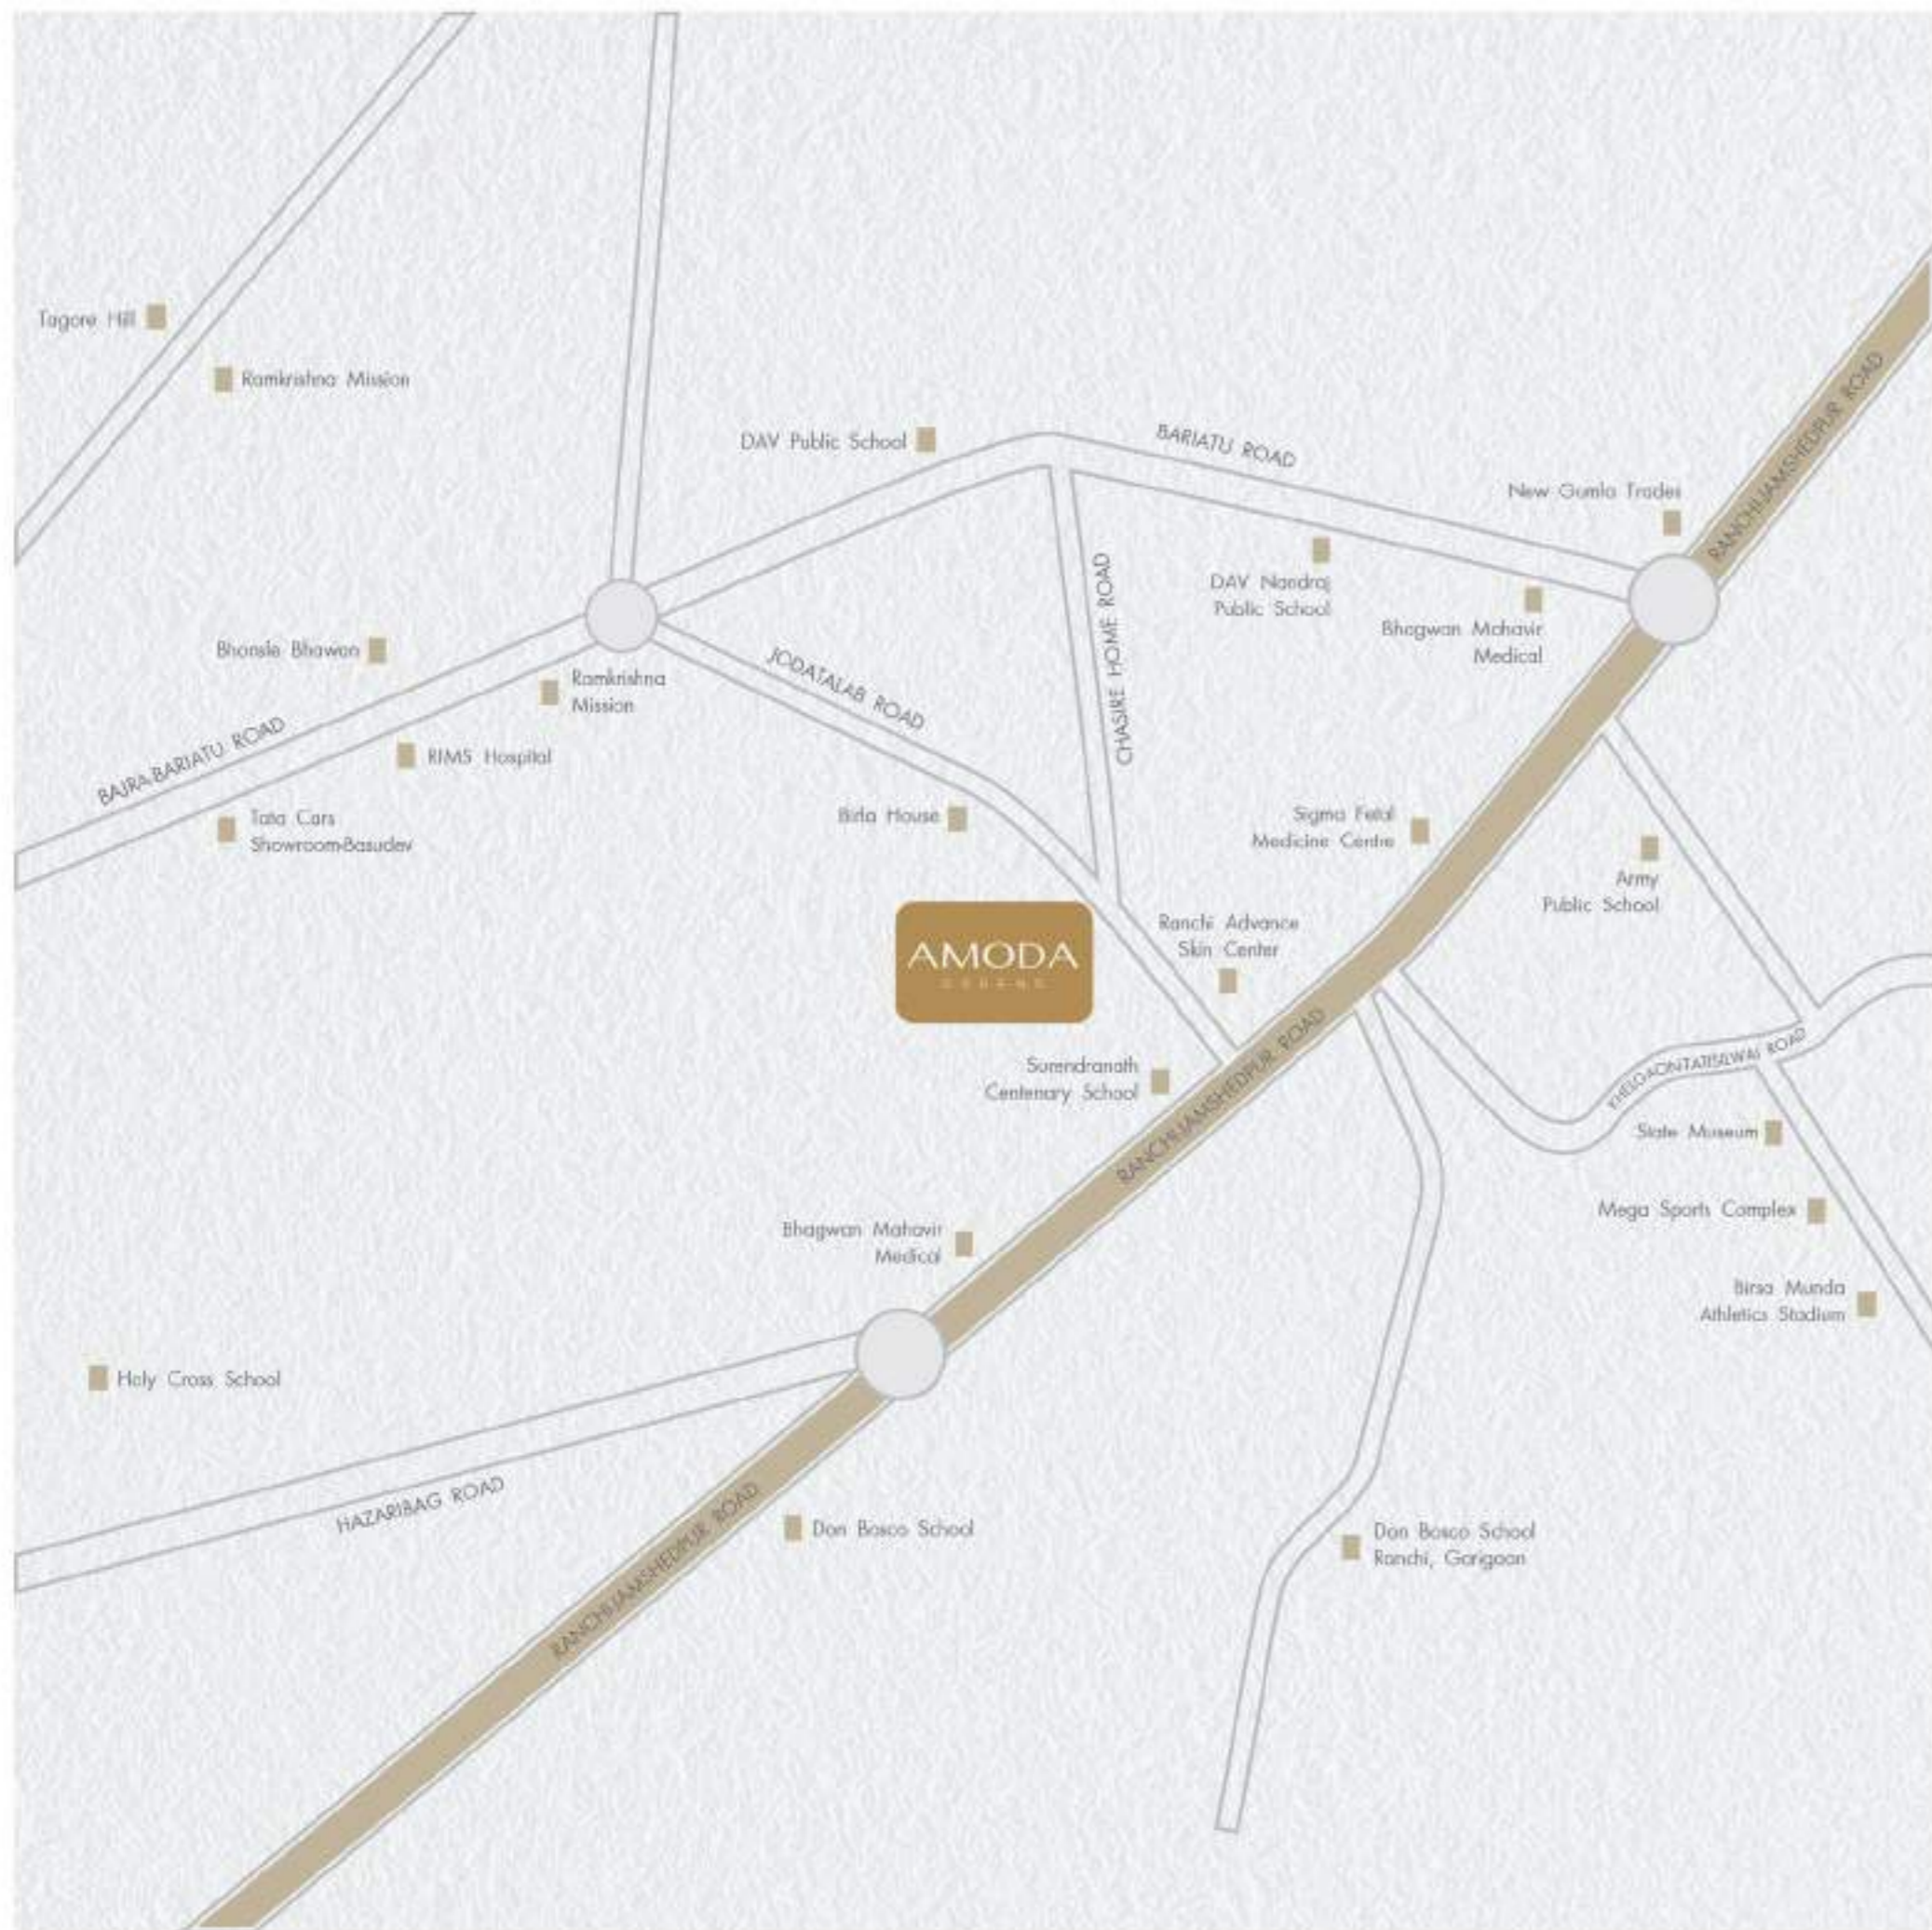 Tagore Hill
Ramkrishna Mission
DAV Public School
BARIATU ROAD
RANCHI-JAMSHEDPUR ROAD
New Gumla Trades
DAV Nandraj
Public School
Bhagwan Mahavir
Medical
CHASIRE HOME ROAD
Bhonsle Bhawan
Ramkrishna
Mission
JODATALAB ROAD
BAJRA-BARIATU ROAD
RIMS Hospital
Tata Cars
Showroom-Basudev
Birla House
Sigma Fetal
Medicine Centre
Army
Public School
AMODA
Ranchi Advance
Skin Center
Surendranath
Centenary School
RANCHI-JAMSHEDPUR ROAD
KHELGAON-TATISILWAI ROAD
State Museum
Mega Sports Complex
Bhagwan Mahavir
Medical
Birsa Munda
Athletics Stadium
Holy Cross School
HAZARIBAG ROAD
RANCHI-JAMSHEDPUR ROAD
Don Bosco School
Don Bosco School
Ranchi, Garigaon